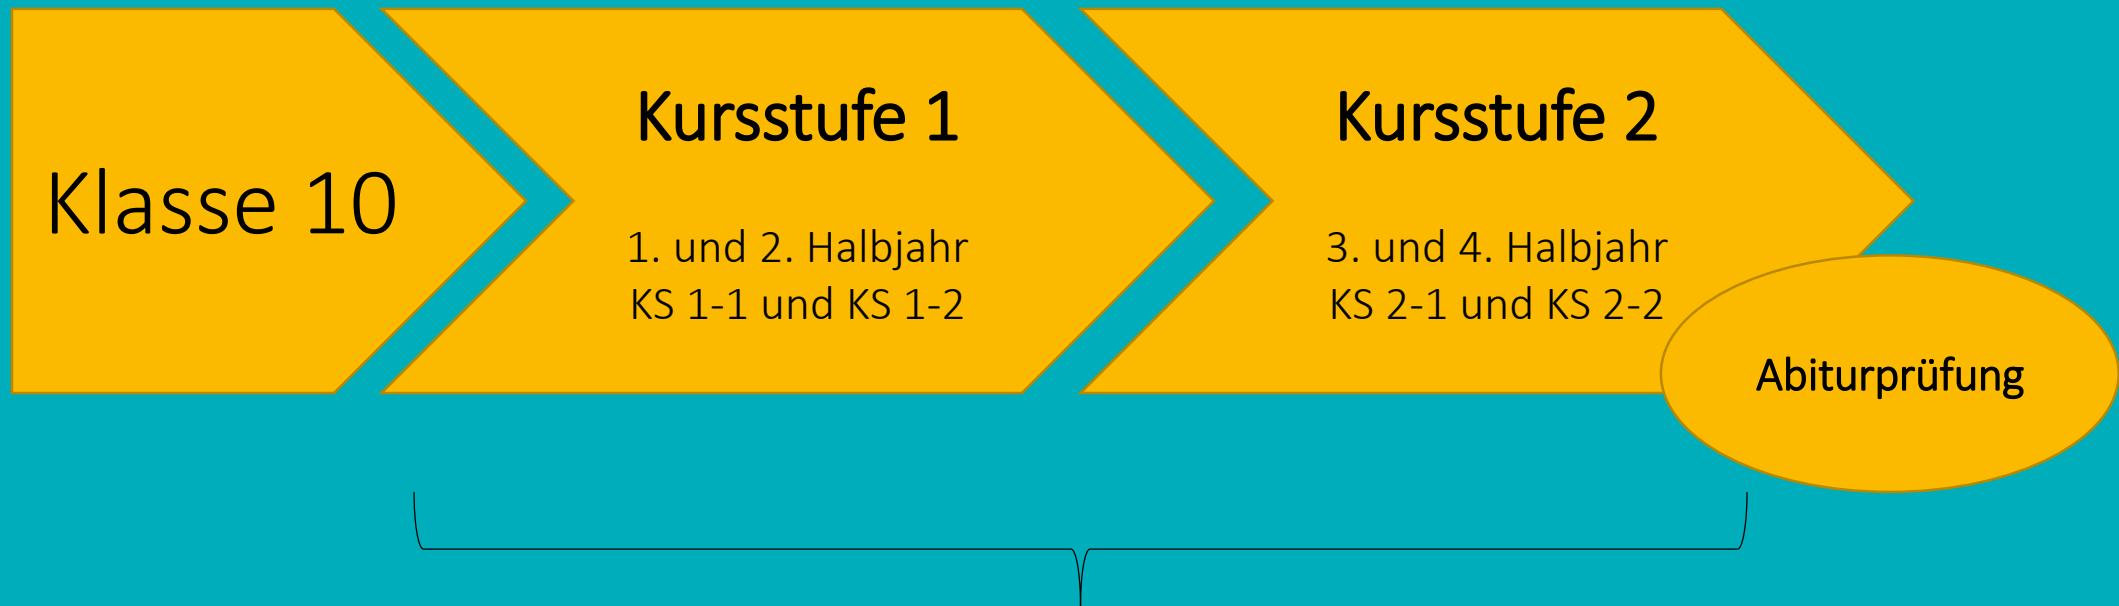 Klasse 10
Kursstufe 1
1. und 2. Halbjahr
KS 1-1 und KS 1-2
Kursstufe 2
3. und 4. Halbjahr
KS 2-1 und KS 2-2
Abiturprüfung